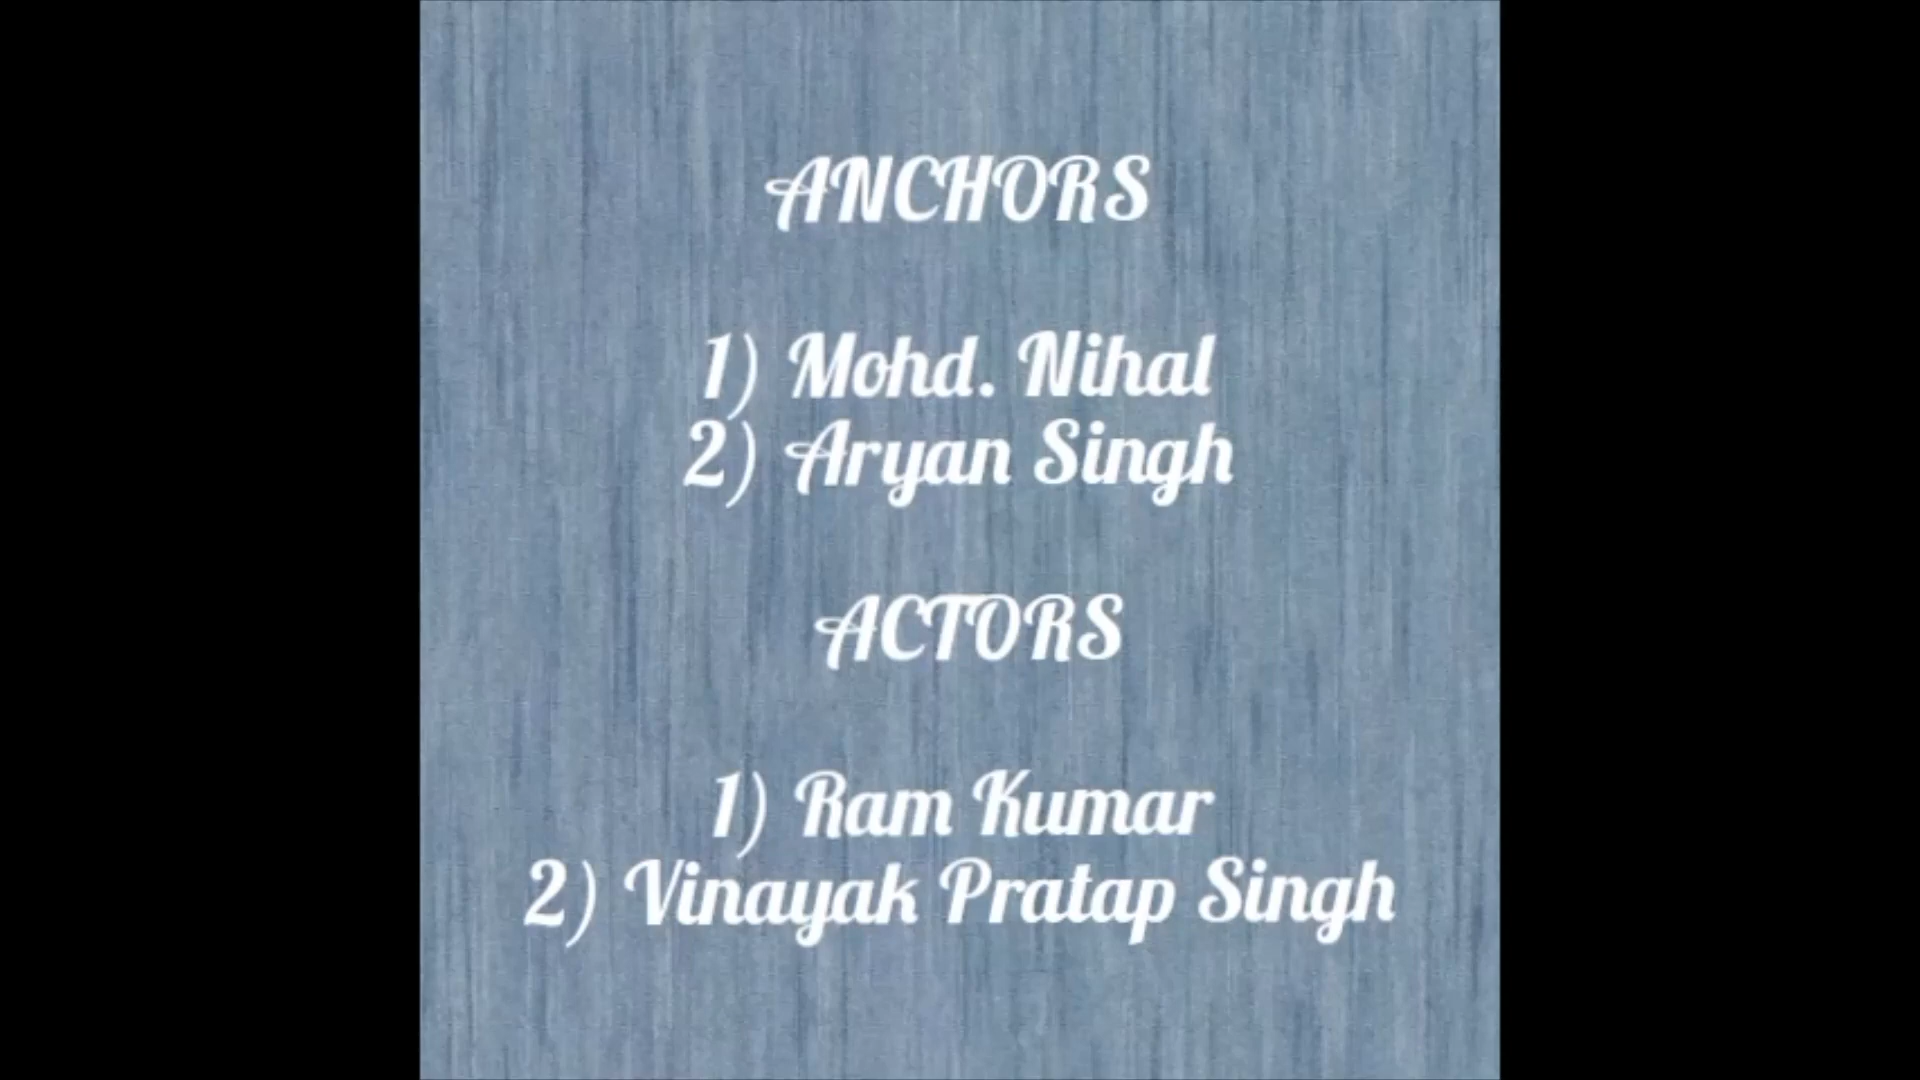 ANCHORS
1) Mohd. Nihal
2) Aryan Singh
ACTORS
1) Ram Kumar
2) Vinayak Pratap Singh